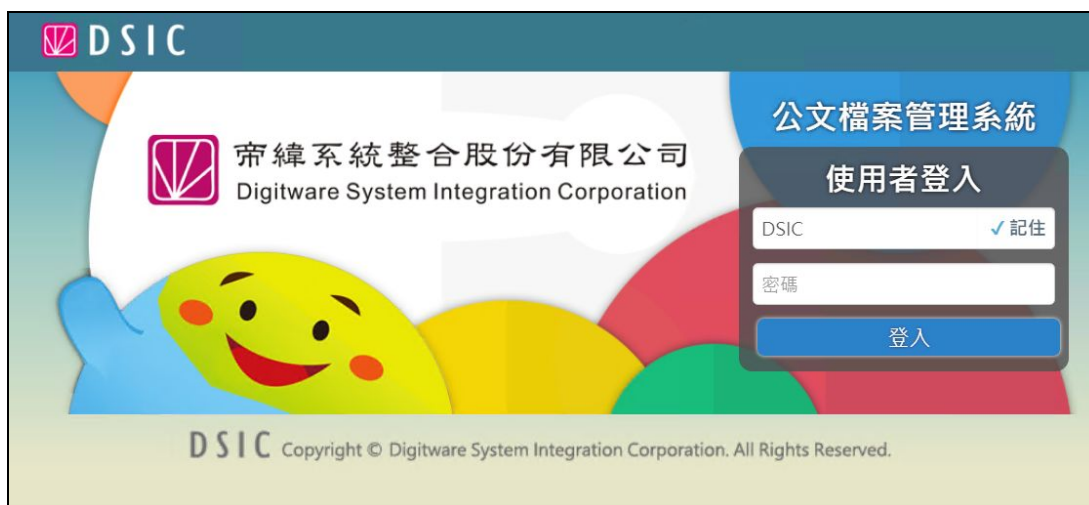 DSIC
帝緯系統整合股份有限公司
Digitware System Integration Corporation
公文檔案管理系統
使用者登入
DSIC ✓記住
密碼
登入
DSIC Copyright © Digitware System Integration Corporation. All Rights Reserved.